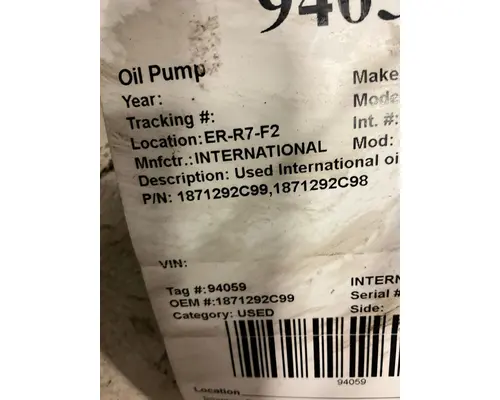 9405
Oil Pump
Make
Year:
Mode
Tracking #:
Int. #:
Location:ER-R7-F2
Mod:
Mnfctr.:INTERNATIONAL
Description: Used International oi
P/N: 1871292C99,1871292C98
VIN:
Tag #:94059
INTERN
OEM #:1871292C99
Serial #
Category: USED
Side:
94059
Location